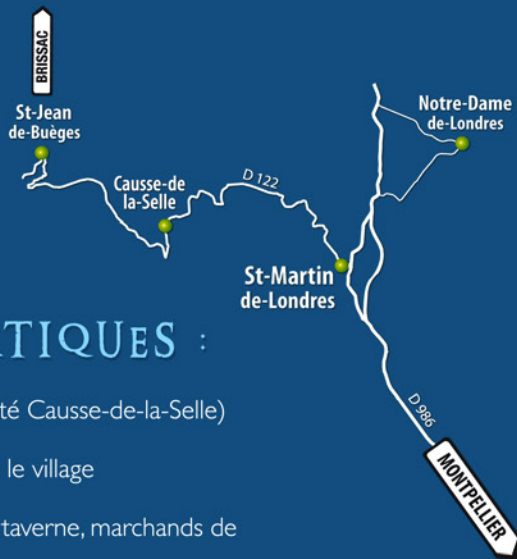 BRISSAC
St-Jean
de-Buèges
Notre-Dame
de-Londres
Causse-de
la-Selle
D 122
St-Martin
de-Londres
TIQUES :
té Causse-de-la-Selle)
D 986
le village
MONTPELLIER
taverne, marchands de